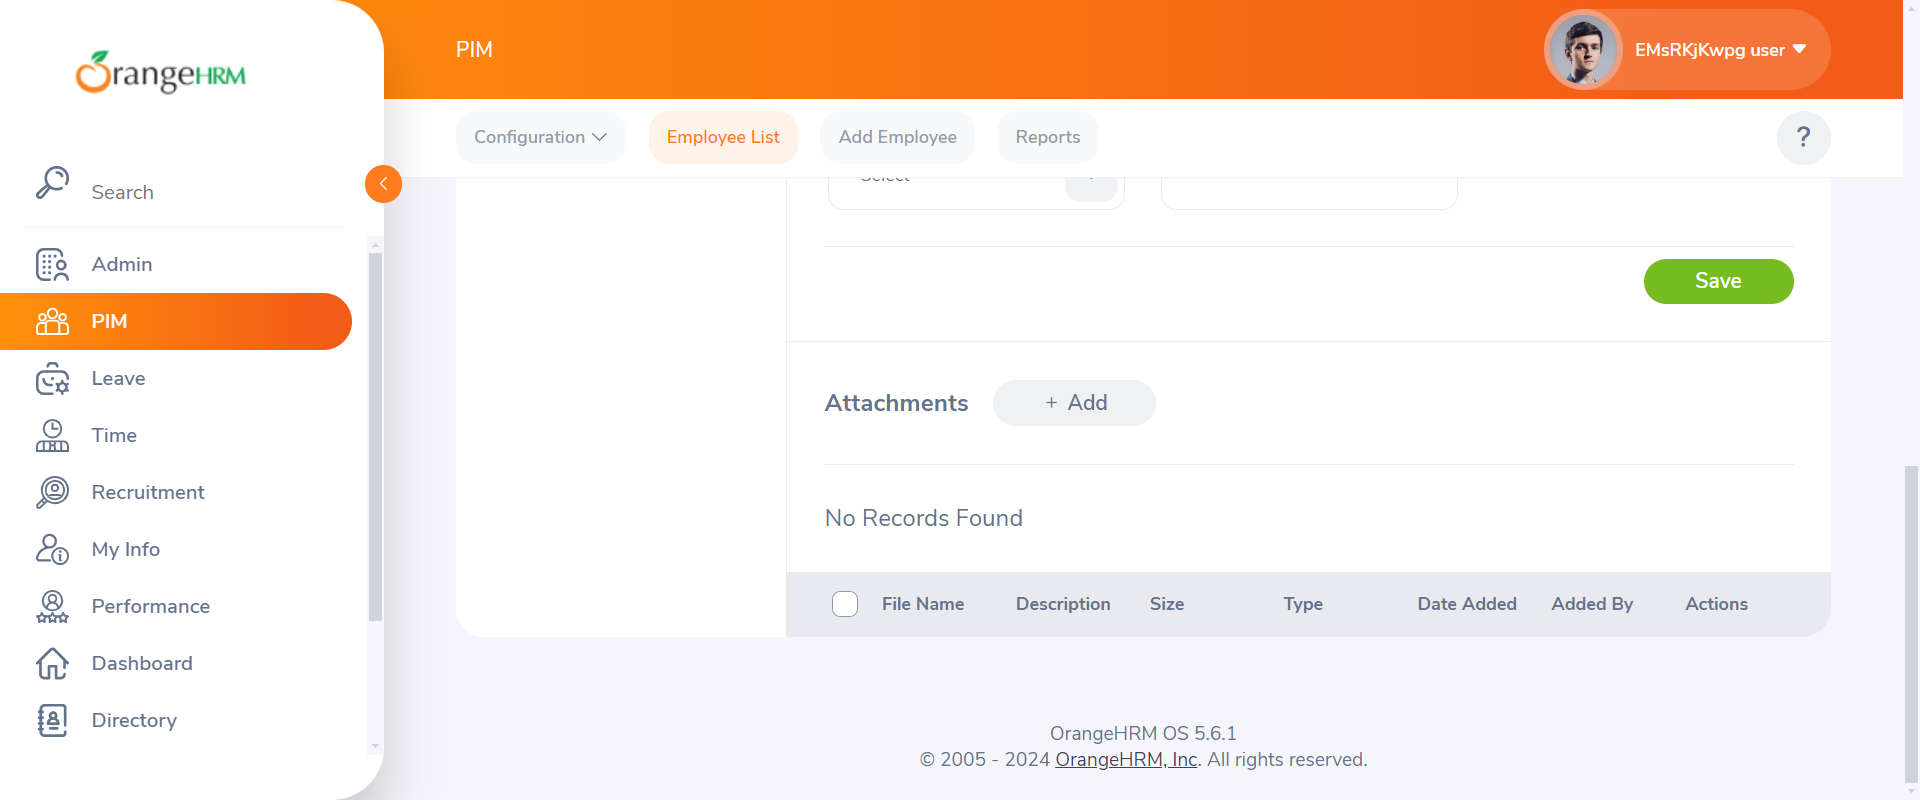 OrangeHRM
PIM
EMsRKjKwpg user
Configuration
Employee List
Add Employee
Reports
?
Search
Admin
PIM
Leave
Time
Recruitment
My Info
Performance
Dashboard
Directory
Save
Attachments
+ Add
No Records Found
File Name
Description
Size
Type
Date Added
Added By
Actions
OrangeHRM OS 5.6.1
© 2005 - 2024 OrangeHRM, Inc. All rights reserved.